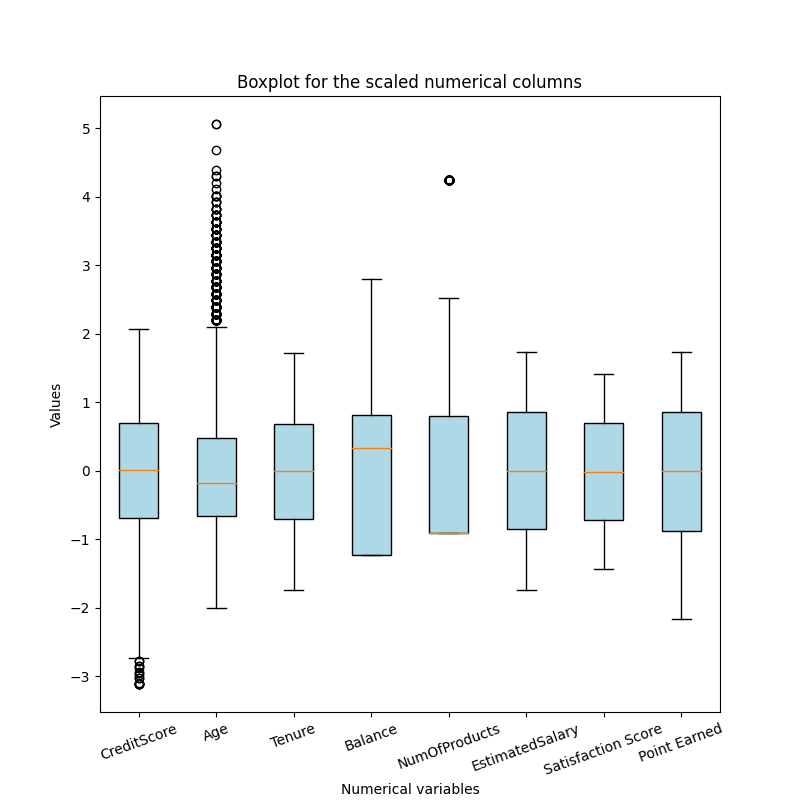 Boxplot for the scaled numerical columns
5
4
3
2
1
0
−1
−2
−3
Values
CreditScore
Age
Tenure
Balance
NumOfProducts
EstimatedSalary
Satisfaction Score
Point Earned
Numerical variables